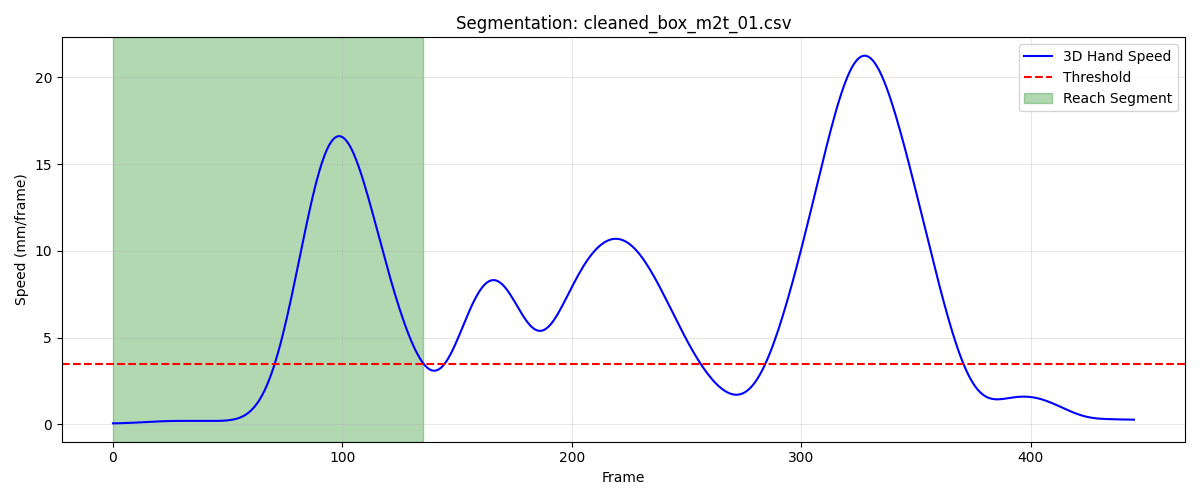 Segmentation: cleaned_box_m2t_01.csv
3D Hand Speed
Threshold
Reach Segment
Speed (mm/frame)
20
15
10
5
0
0 100 200 300 400
Frame